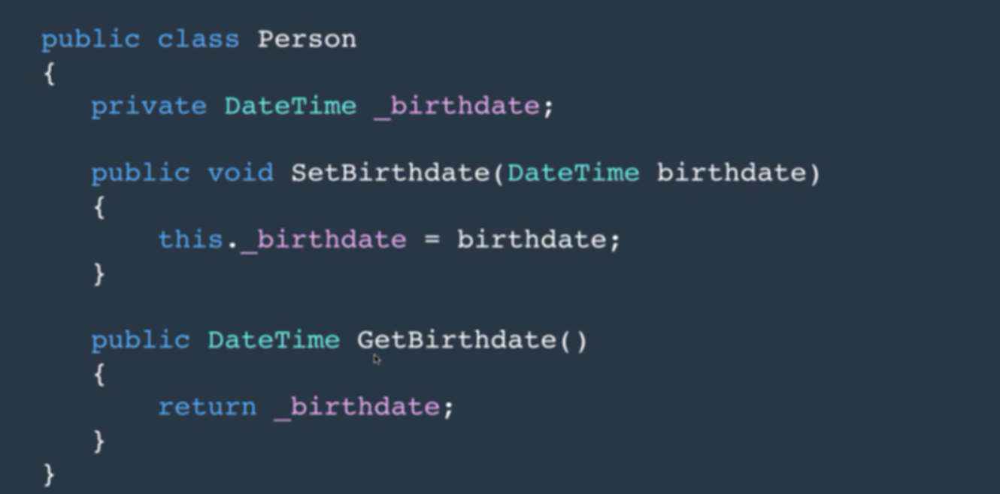 public class Person
{
private DateTime _birthdate;
public void SetBirthdate(DateTime birthdate)
{
this._birthdate = birthdate;
}
public DateTime GetBirthdate()
{
return _birthdate;
}
}